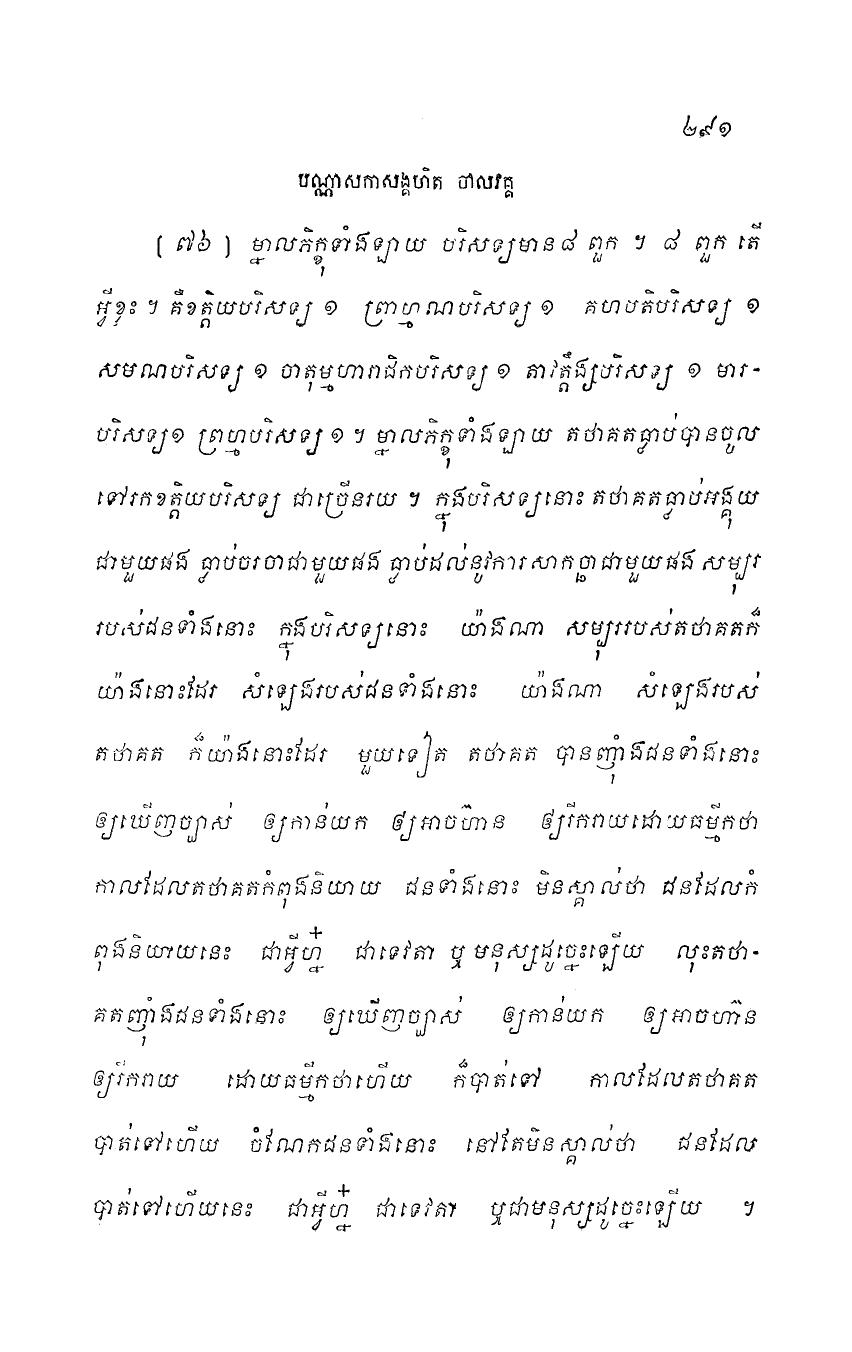 ២៩១
បណ្ណាសកាសង្គហិត ចាលវគ្គ
[ ៧៦ ] ម្នាលភិក្ខុទាំងឡាយ បរិសទ្យមាន៨ ពួក ។ ៨ ពួក តើ
អ្វីខ្លះ ។ គឺខត្តិយបរិសទ្យ ១ ព្រាហ្មណបរិសទ្យ ១ គហបតិបរិសទ្យ ១
សមណបរិសទ្យ ១ ចាតុម្មហារាជិកបរិសទ្យ ១ តាវត្តឹង្សបរិសទ្យ ១ មារ-
បរិសទ្យ១ ព្រហ្មបរិសទ្យ ១ ។ ម្នាលភិក្ខុទាំងឡាយ តថាគតធ្លាប់បានចូល
ទៅរកខត្តិយបរិសទ្យ ជាច្រើនរយ ។ ក្នុងបរិសទ្យនោះ តថាគតធ្លាប់អង្គុយ
ជាមួយផង ធ្លាប់ចរចាជាមួយផង ធ្លាប់ដល់នូវការសាកច្ឆាជាមួយផង សម្បុរ
របស់ជនទាំងនោះ ក្នុងបរិសទ្យនោះ យ៉ាងណា សម្បុររបស់តថាគតក៏
យ៉ាងនោះដែរ សំឡេងរបស់ជនទាំងនោះ យ៉ាងណា សំឡេងរបស់
តថាគត ក៏យ៉ាងនោះដែរ មួយទៀត តថាគត បានញ៉ាំងជនទាំងនោះ
ឲ្យឃើញច្បាស់ ឲ្យកាន់យក ឲ្យអាចហ៊ាន ឲ្យរីករាយដោយធម្មីកថា
កាលដែលតថាគតកំពុងនិយាយ ជនទាំងនោះ មិនស្គាល់ថា ជនដែលកំ
ពុងនិយាយនេះ ជាអ្វីហ្ន៎ ជាទេវតា ឬ មនុស្សដូច្នេះឡើយ លុះតថា-
គតញ៉ាំងជនទាំងនោះ ឲ្យឃើញច្បាស់ ឲ្យកាន់យក ឲ្យអាចហ៊ាន
ឲ្យរីករាយ ដោយធម្មីកថាហើយ ក៏បាត់ទៅ កាលដែលតថាគត
បាត់ទៅហើយ ចំណែកជនទាំងនោះ នៅតែមិនស្គាល់ថា ជនដែល
បាត់ទៅហើយនេះ ជាអ្វីហ្ន៎ ជាទេវតា ឬជាមនុស្សដូច្នេះឡើយ ។